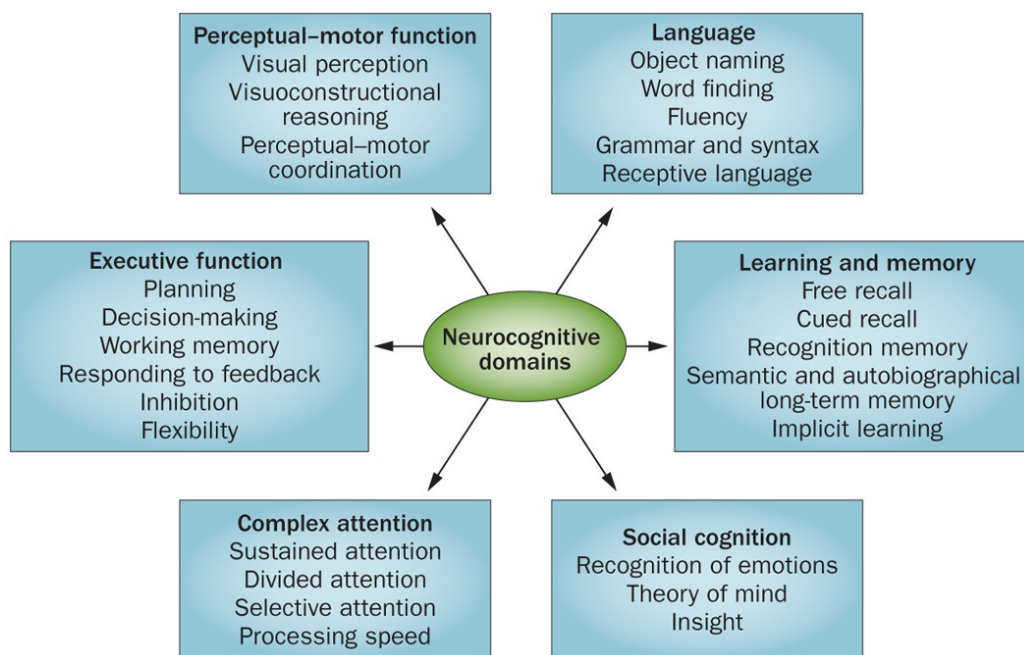 Perceptual–motor function
Visual perception
Visuoconstructional
reasoning
Perceptual–motor
coordination
Language
Object naming
Word finding
Fluency
Grammar and syntax
Receptive language
Executive function
Planning
Decision-making
Working memory
Responding to feedback
Inhibition
Flexibility
Neurocognitive
domains
Learning and memory
Free recall
Cued recall
Recognition memory
Semantic and autobiographical
long-term memory
Implicit learning
Complex attention
Sustained attention
Divided attention
Selective attention
Processing speed
Social cognition
Recognition of emotions
Theory of mind
Insight